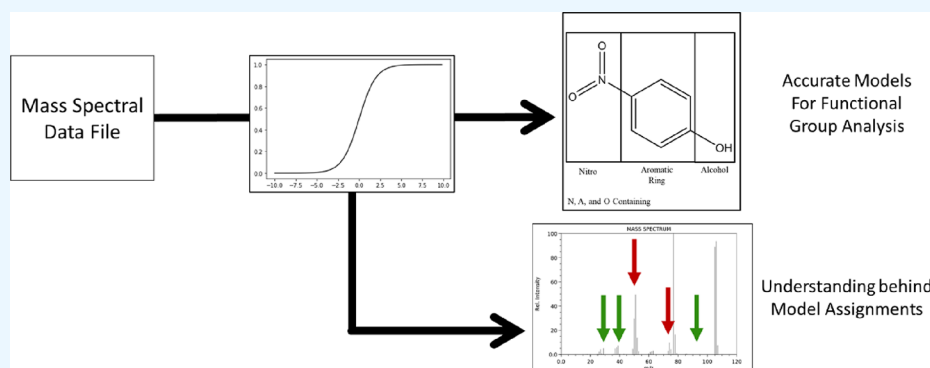 Mass Spectral
Data File
1.0
0.8
0.6
0.4
0.2
0.0
−10.0 −7.5 −5.0 −2.5 0.0 2.5 5.0 7.5 10.0
O
N
O
OH
Nitro Aromatic Alcohol
Ring
N, A, and O Containing
Accurate Models
For Functional
Group Analysis
MASS SPECTRUM
Rel. Intensity
100
80
60
40
20
0.0
0.0 20 40 60 80 100 120
Understanding behind
Model Assignments